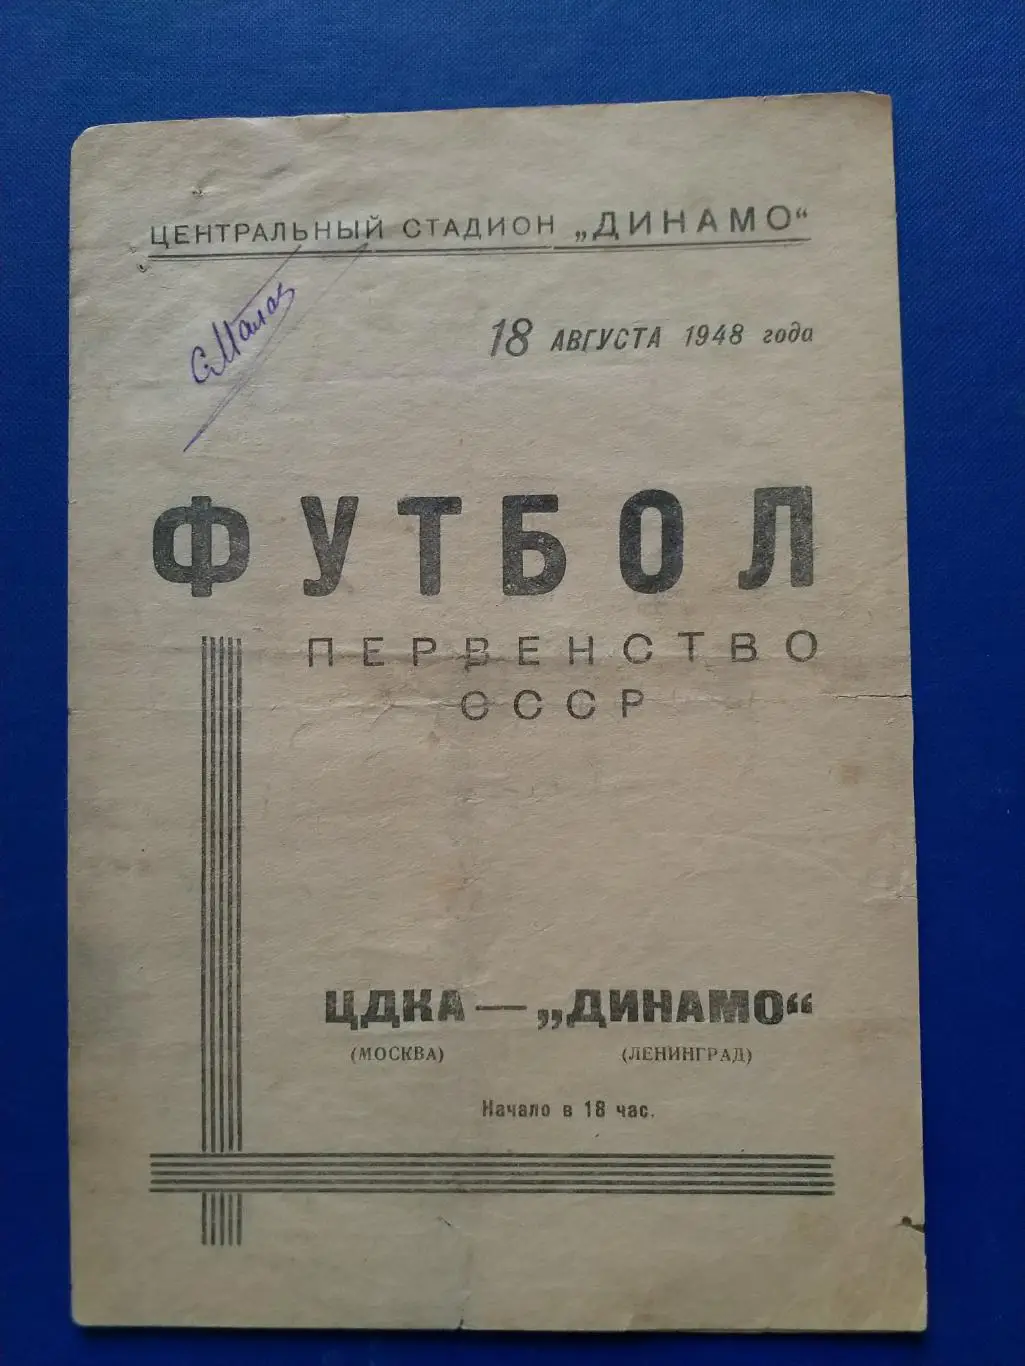 ЦЕНТРАЛЬНЫЙ СТАДИОН „ДИНАМО“
18 АВГУСТА 1948 года
ФУТБОЛ
ПЕРВЕНСТВО
СССР
ЦДКА — „ДИНАМО“
(МОСКВА) (ЛЕНИНГРАД)
Начало в 18 час.